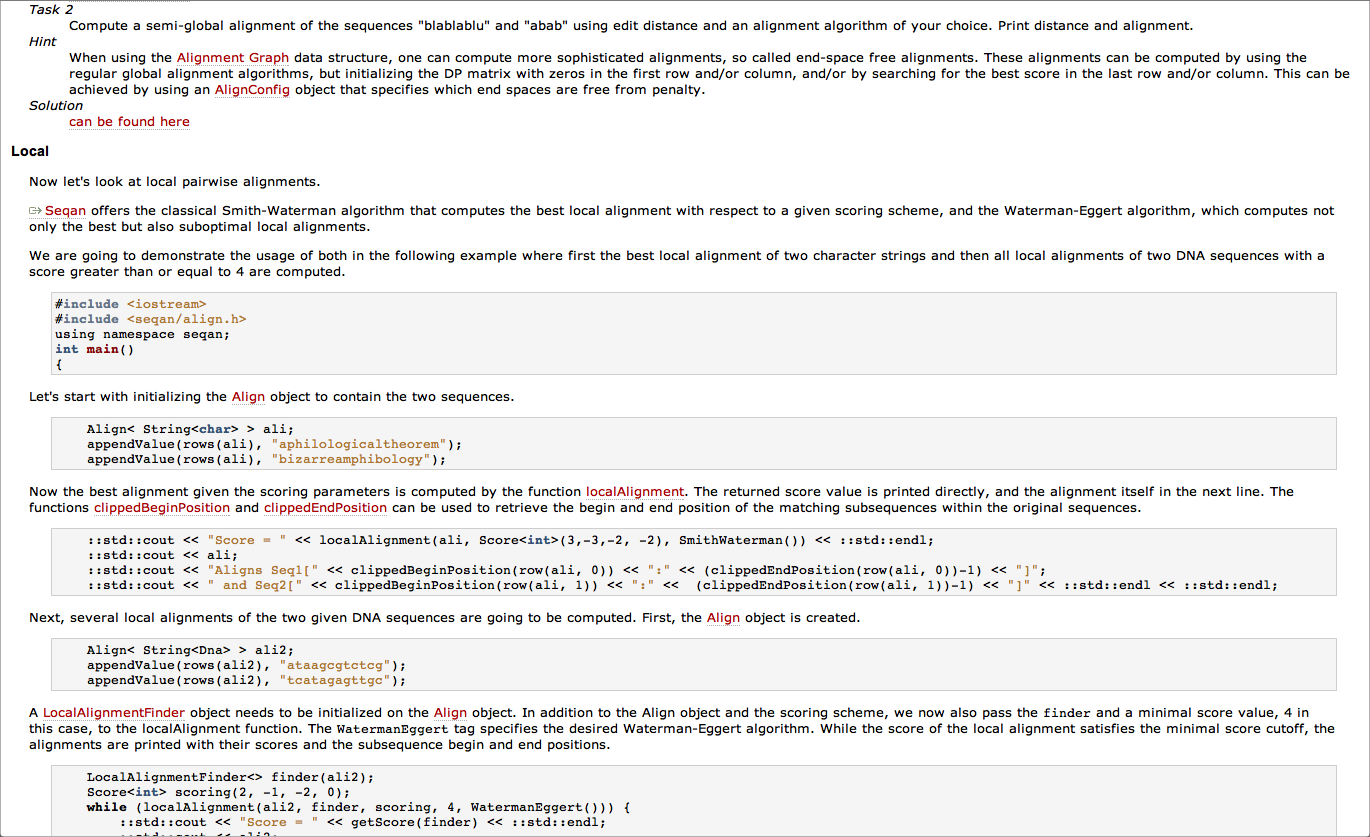 Task 2
Compute a semi-global alignment of the sequences "blablablu" and "abab" using edit distance and an alignment algorithm of your choice. Print distance and alignment.
Hint
When using the Alignment Graph data structure, one can compute more sophisticated alignments, so called end-space free alignments. These alignments can be computed by using the
regular global alignment algorithms, but initializing the DP matrix with zeros in the first row and/or column, and/or by searching for the best score in the last row and/or column. This can be
achieved by using an AlignConfig object that specifies which end spaces are free from penalty.
Solution
can be found here
Local
Now let's look at local pairwise alignments.
Seqan offers the classical Smith-Waterman algorithm that computes the best local alignment with respect to a given scoring scheme, and the Waterman-Eggert algorithm, which computes not
only the best but also suboptimal local alignments.
We are going to demonstrate the usage of both in the following example where first the best local alignment of two character strings and then all local alignments of two DNA sequences with a
score greater than or equal to 4 are computed.
#include <iostream>
#include <seqan/align.h>
using namespace seqan;
int main()
{
Let's start with initializing the Align object to contain the two sequences.
Align< String<char> > ali;
appendValue(rows(ali), "aphilologicaltheorem");
appendValue(rows(ali), "bizarreamphibology");
Now the best alignment given the scoring parameters is computed by the function localAlignment. The returned score value is printed directly, and the alignment itself in the next line. The
functions clippedBeginPosition and clippedEndPosition can be used to retrieve the begin and end position of the matching subsequences within the original sequences.
::std::cout << "Score = " << localAlignment(ali, Score<int>(3,-3,-2, -2), SmithWaterman()) << ::std::endl;
::std::cout << ali;
::std::cout << "Aligns Seq1[" << clippedBeginPosition(row(ali, 0)) << ":" << (clippedEndPosition(row(ali, 0))-1) << "]";
::std::cout << " and Seq2[" << clippedBeginPosition(row(ali, 1)) << ":" <<  (clippedEndPosition(row(ali, 1))-1) << "]" << ::std::endl << ::std::endl;
Next, several local alignments of the two given DNA sequences are going to be computed. First, the Align object is created.
Align< String<Dna> > ali2;
appendValue(rows(ali2), "ataagcgtctcg");
appendValue(rows(ali2), "tcatagagttgc");
A LocalAlignmentFinder object needs to be initialized on the Align object. In addition to the Align object and the scoring scheme, we now also pass the finder and a minimal score value, 4 in
this case, to the localAlignment function. The WatermanEggert tag specifies the desired Waterman-Eggert algorithm. While the score of the local alignment satisfies the minimal score cutoff, the
alignments are printed with their scores and the subsequence begin and end positions.
LocalAlignmentFinder<> finder(ali2);
Score<int> scoring(2, -1, -2, 0);
while (localAlignment(ali2, finder, scoring, 4, WatermanEggert())) {
::std::cout << "Score = " << getScore(finder) << ::std::endl;